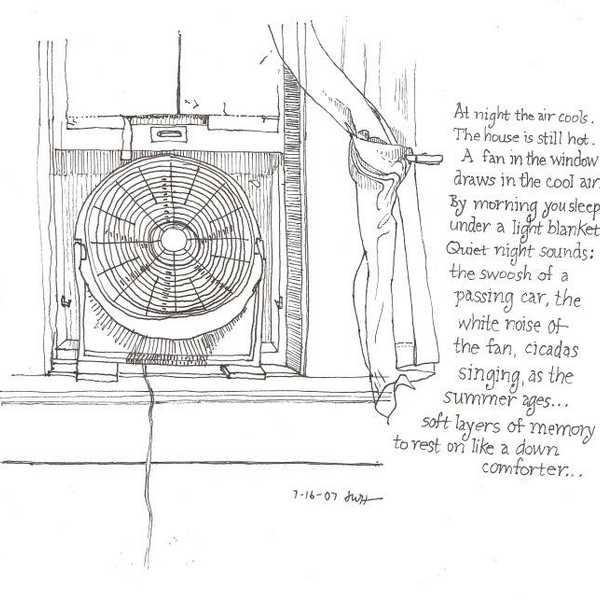 At night the air cools.
The house is still hot.
A fan in the window
draws in the cool air.
By morning you sleep
under a light blanket
Quiet night sounds:
the swoosh of a
passing car, the
white noise of
the fan, cicadas
singing, as the
summer ages...
soft layers of memory
to rest on like a down
comforter...
7-16-07 JWH